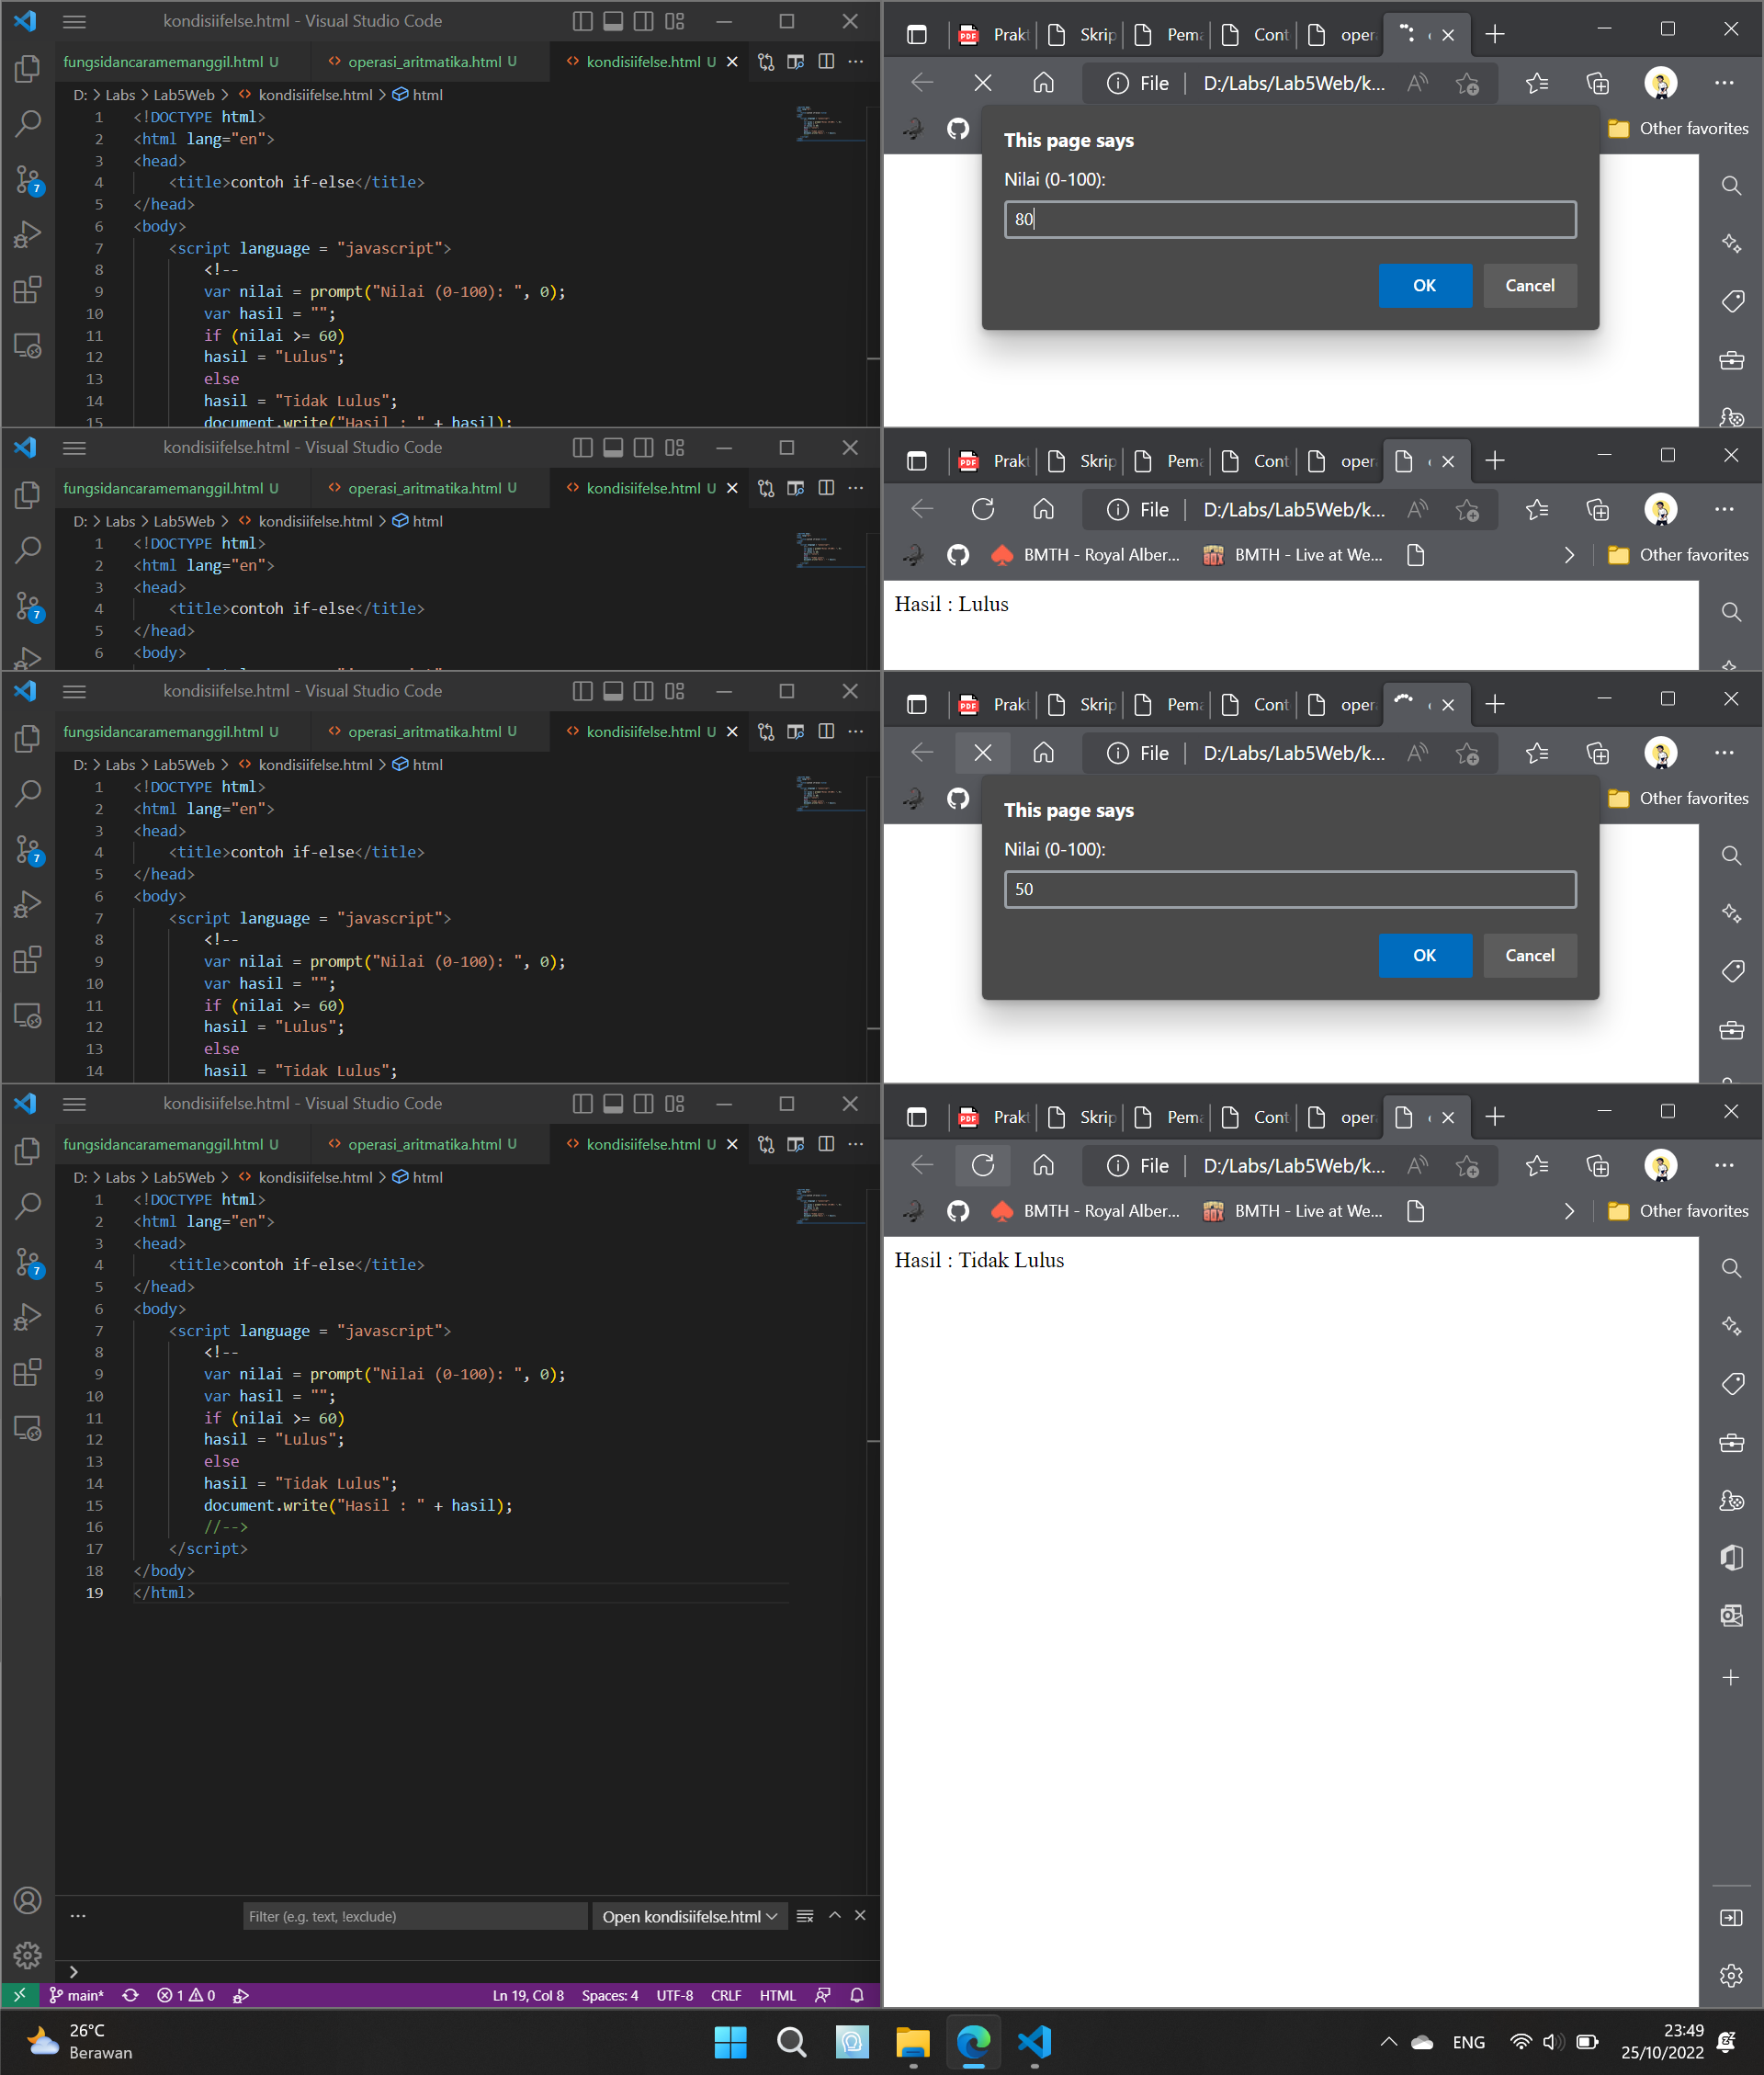 kondisiifelse.html - Visual Studio Code
fungsidancaramemanggil.html U
operasi_aritmatika.html U
kondisiifelse.html U
D: > Labs > Lab5Web > kondisiifelse.html > html
1 <!DOCTYPE html>
2 <html lang="en">
3 <head>
4 <title>contoh if-else</title>
5 </head>
6 <body>
7 <script language = "javascript">
8 <!--
9 var nilai = prompt("Nilai (0-100): ", 0);
10 var hasil = "";
11 if (nilai >= 60)
12 hasil = "Lulus";
13 else
14 hasil = "Tidak Lulus";
15 document.write("Hasil : " + hasil);
7
Prakt
Skrip
Pema
Cont
oper
File
D:/Labs/Lab5Web/k...
Other favorites
This page says
Nilai (0-100):
80
OK
Cancel
kondisiifelse.html - Visual Studio Code
fungsidancaramemanggil.html U
operasi_aritmatika.html U
kondisiifelse.html U
D: > Labs > Lab5Web > kondisiifelse.html > html
1 <!DOCTYPE html>
2 <html lang="en">
3 <head>
4 <title>contoh if-else</title>
5 </head>
6 <body>
7
Prakt
Skrip
Pema
Cont
oper
File
D:/Labs/Lab5Web/k...
BMTH - Royal Alber...
BMTH - Live at We...
Other favorites
Hasil : Lulus
kondisiifelse.html - Visual Studio Code
fungsidancaramemanggil.html U
operasi_aritmatika.html U
kondisiifelse.html U
D: > Labs > Lab5Web > kondisiifelse.html > html
1 <!DOCTYPE html>
2 <html lang="en">
3 <head>
4 <title>contoh if-else</title>
5 </head>
6 <body>
7 <script language = "javascript">
8 <!--
9 var nilai = prompt("Nilai (0-100): ", 0);
10 var hasil = "";
11 if (nilai >= 60)
12 hasil = "Lulus";
13 else
14 hasil = "Tidak Lulus";
7
Prakt
Skrip
Pema
Cont
oper
File
D:/Labs/Lab5Web/k...
Other favorites
This page says
Nilai (0-100):
50
OK
Cancel
kondisiifelse.html - Visual Studio Code
fungsidancaramemanggil.html U
operasi_aritmatika.html U
kondisiifelse.html U
D: > Labs > Lab5Web > kondisiifelse.html > html
1 <!DOCTYPE html>
2 <html lang="en">
3 <head>
4 <title>contoh if-else</title>
5 </head>
6 <body>
7 <script language = "javascript">
8 <!--
9 var nilai = prompt("Nilai (0-100): ", 0);
10 var hasil = "";
11 if (nilai >= 60)
12 hasil = "Lulus";
13 else
14 hasil = "Tidak Lulus";
15 document.write("Hasil : " + hasil);
16 //-->
17 </script>
18 </body>
19 </html>
7
Filter (e.g. text, !exclude)
Open kondisiifelse.html
main* 1 0
Ln 19, Col 8 Spaces: 4 UTF-8 CRLF HTML
Prakt
Skrip
Pema
Cont
oper
File
D:/Labs/Lab5Web/k...
BMTH - Royal Alber...
BMTH - Live at We...
Other favorites
Hasil : Tidak Lulus
26°C
Berawan
ENG
23:49
25/10/2022